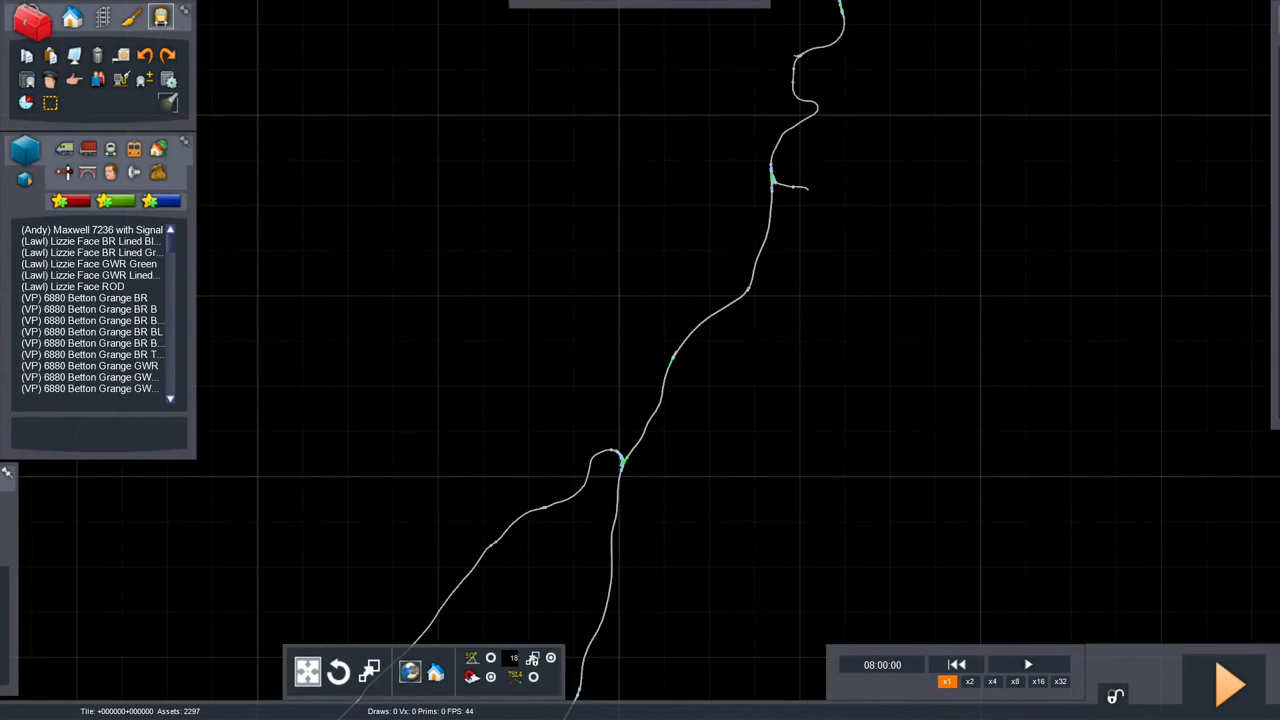 (Andy) Maxwell 7236 with Signal
(Lawl) Lizzie Face BR Lined Bl...
(Lawl) Lizzie Face BR Lined Gr...
(Lawl) Lizzie Face GWR Green
(Lawl) Lizzie Face GWR Lined...
(Lawl) Lizzie Face ROD
(VP) 6880 Betton Grange BR
(VP) 6880 Betton Grange BR B
(VP) 6880 Betton Grange BR B...
(VP) 6880 Betton Grange BR BL
(VP) 6880 Betton Grange BR B...
(VP) 6880 Betton Grange BR T...
(VP) 6880 Betton Grange GWR
(VP) 6880 Betton Grange GW...
(VP) 6880 Betton Grange GW...
18
TS14
08:00:00
x1 x2 x4 x8 x16 x32
Tile: +000000+000000 Assets: 2297
Draws: 0 Vx: 0 Prims: 0 FPS: 44